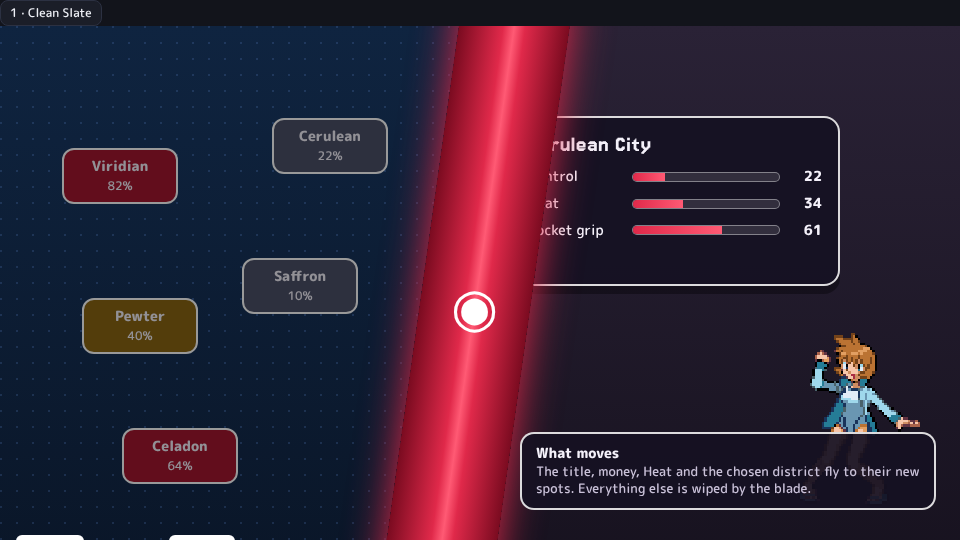 1 · Clean Slate
Cerulean
22%
Viridian
82%
Saffron
10%
Pewter
40%
Celadon
64%
rulean City
ntrol
22
at
34
ocket grip
61
What moves
The title, money, Heat and the chosen district fly to their new
spots. Everything else is wiped by the blade.